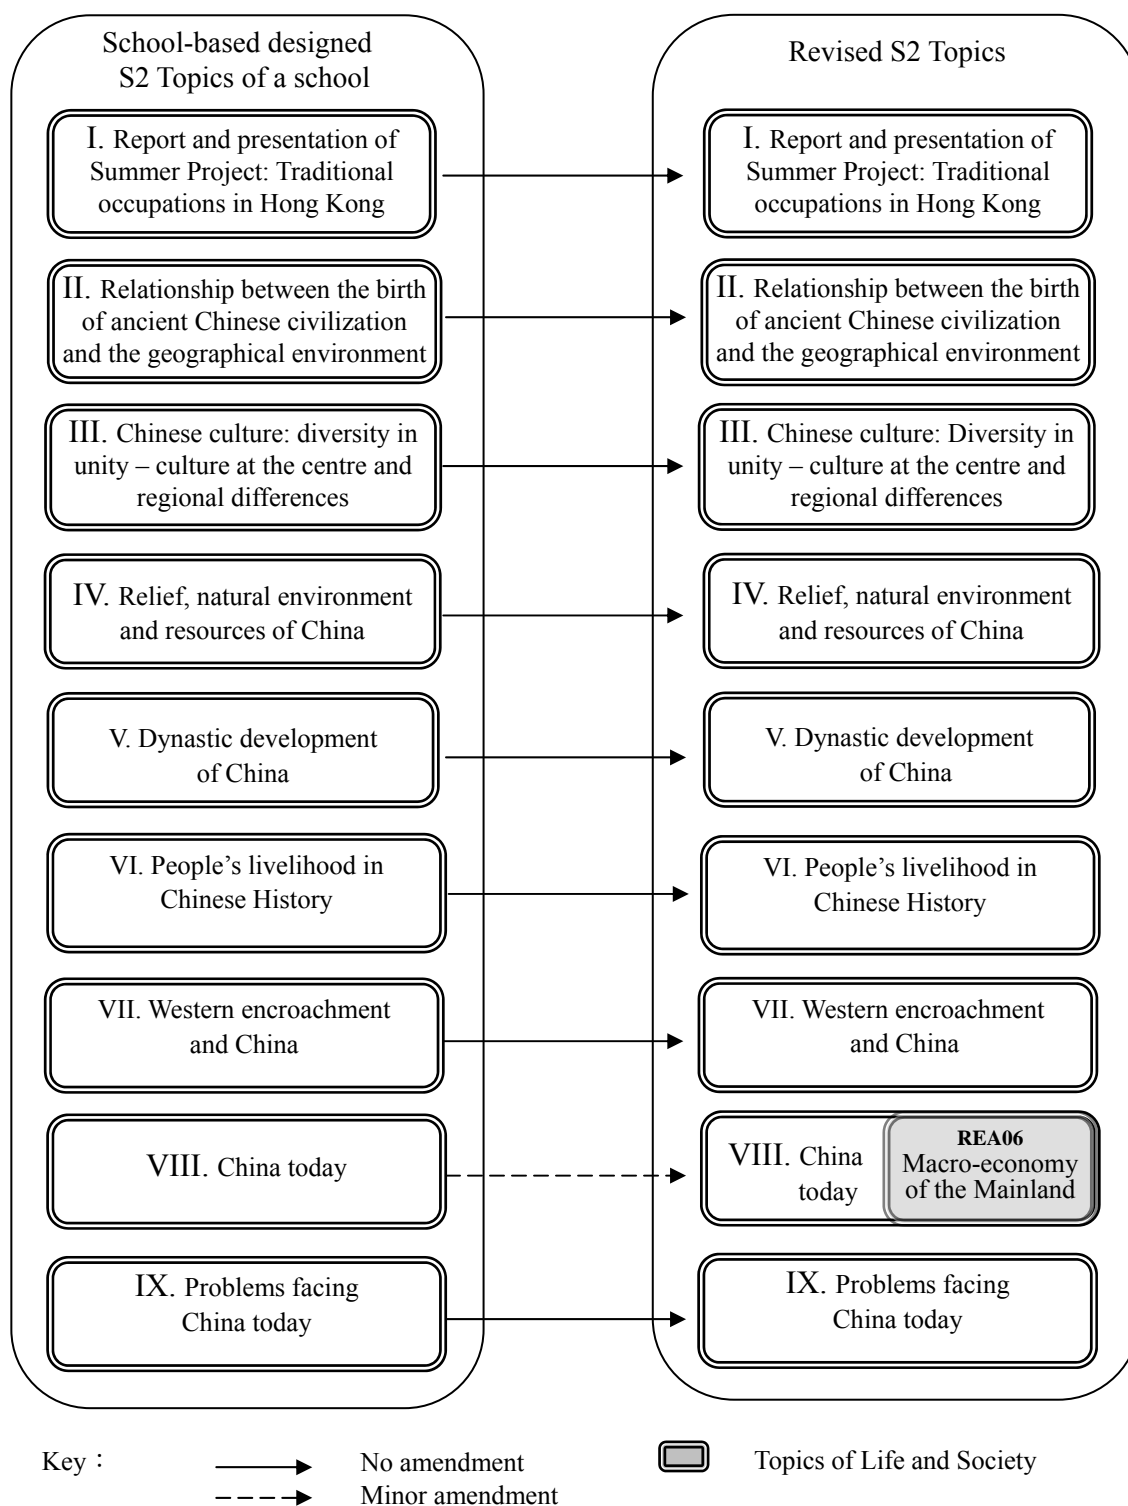 School-based designed
S2 Topics of a school
I. Report and presentation of
Summer Project: Traditional
occupations in Hong Kong
II. Relationship between the birth
of ancient Chinese civilization
and the geographical environment
III. Chinese culture: diversity in
unity – culture at the centre and
regional differences
IV. Relief, natural environment
and resources of China
V. Dynastic development
of China
VI. People’s livelihood in
Chinese History
VII. Western encroachment
and China
VIII. China today
IX. Problems facing
China today
Revised S2 Topics
I. Report and presentation of
Summer Project: Traditional
occupations in Hong Kong
II. Relationship between the birth
of ancient Chinese civilization
and the geographical environment
III. Chinese culture: Diversity in
unity – culture at the centre and
regional differences
IV. Relief, natural environment
and resources of China
V. Dynastic development
of China
VI. People’s livelihood in
Chinese History
VII. Western encroachment
and China
VIII. China
today
REA06
Macro-economy
of the Mainland
IX. Problems facing
China today
Key：
No amendment
Minor amendment
Topics of Life and Society